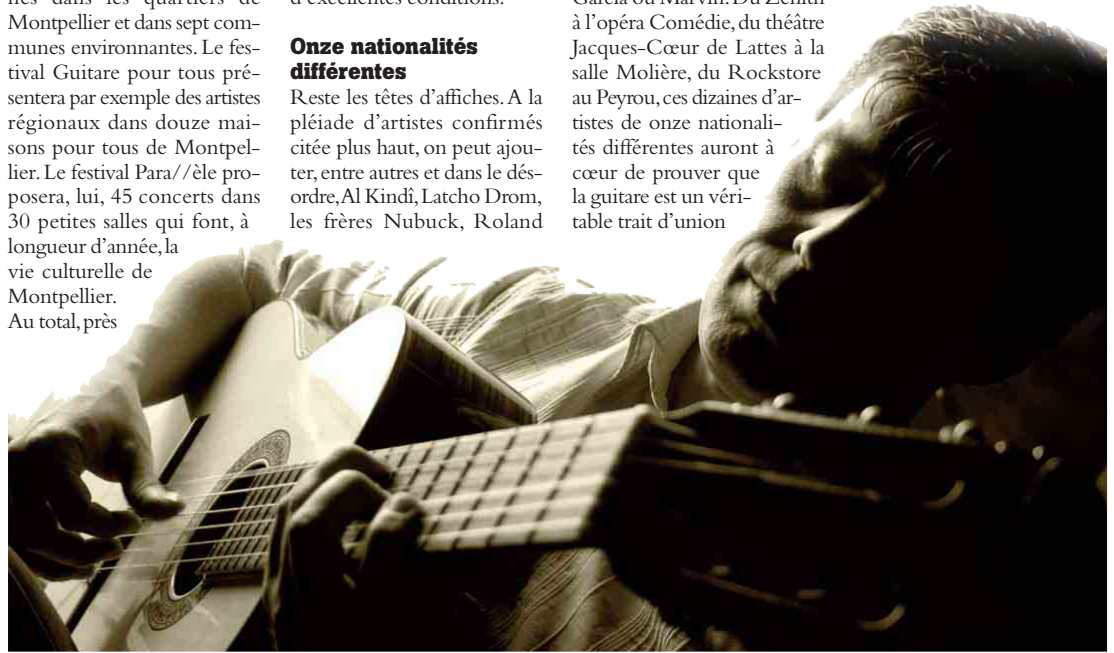 Montpellier et dans sept com-
munes environnantes. Le fes-
tival Guitare pour tous pré-
sentera par exemple des artistes
régionaux dans douze mai-
sons pour tous de Montpel-
lier. Le festival Para//èle pro-
posera, lui, 45 concerts dans
30 petites salles qui font, à
longueur d'année, la
vie culturelle de
Montpellier.
Au total, près
d'excellentes conditions.
Onze nationalités
différentes
Reste les têtes d'affiches. A la
pléiade d'artistes confirmés
citée plus haut, on peut ajou-
ter, entre autres et dans le dés-
ordre, Al Kindî, Latcho Drom,
les frères Nubuck, Roland
Garcia ou Marvin. Du Zénith
à l'opéra Comédie, du théâtre
Jacques-Cœur de Lattes à la
salle Molière, du Rockstore
au Peyrou, ces dizaines d'ar-
tistes de onze nationali-
tés différentes auront à
cœur de prouver que
la guitare est un véri-
table trait d'union